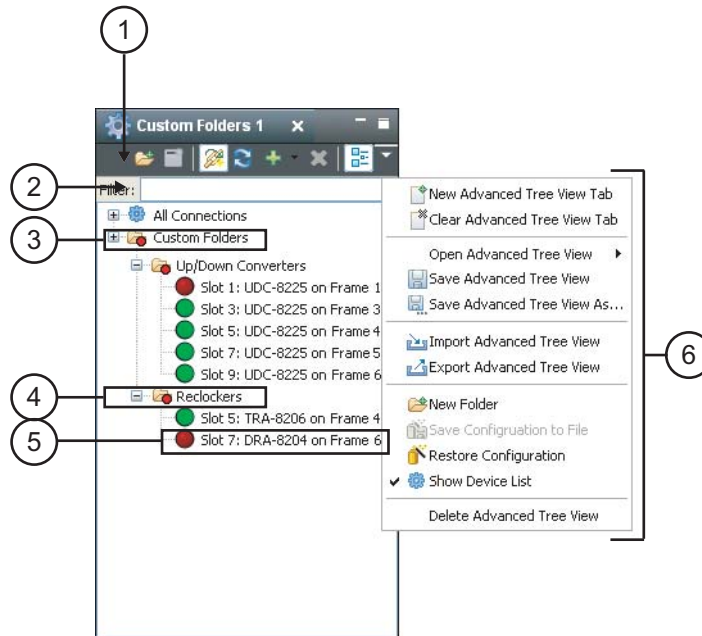 1
Custom Folders 1 x
2
Filter:
All Connections
3
Custom Folders
Up/Down Converters
Slot 1: UDC-8225 on Frame 1
Slot 3: UDC-8225 on Frame 3
Slot 5: UDC-8225 on Frame 4
Slot 7: UDC-8225 on Frame 5
Slot 9: UDC-8225 on Frame 6
4
Reclockers
Slot 5: TRA-8206 on Frame 4
5
Slot 7: DRA-8204 on Frame 6
New Advanced Tree View Tab
Clear Advanced Tree View Tab
Open Advanced Tree View
Save Advanced Tree View
Save Advanced Tree View As...
Import Advanced Tree View
6
Export Advanced Tree View
New Folder
Save Configruation to File
Restore Configuration
Show Device List
Delete Advanced Tree View